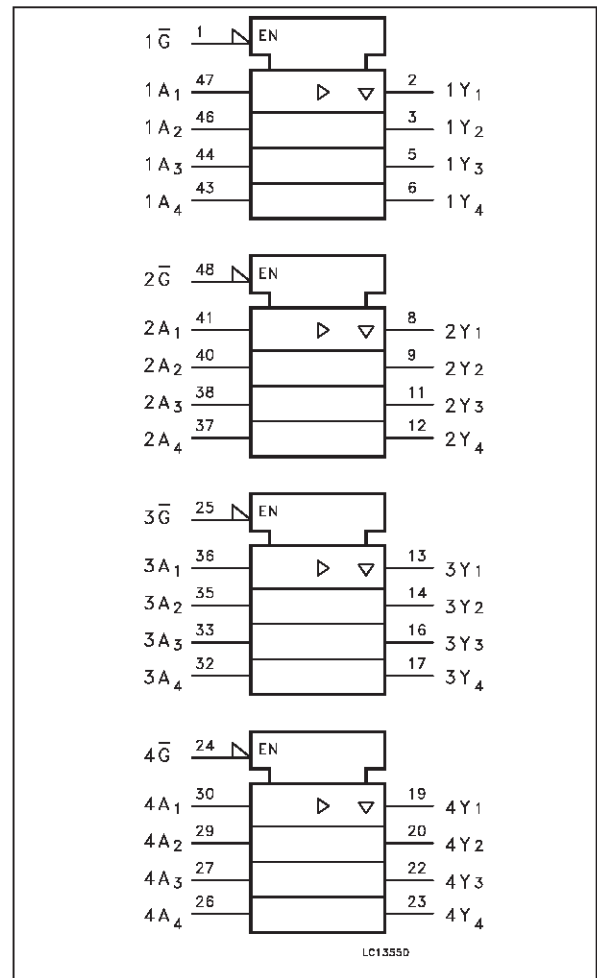 1G̅ 1 EN
1A1 47 2 1Y1
1A2 46 3 1Y2
1A3 44 5 1Y3
1A4 43 6 1Y4
2G̅ 48 EN
2A1 41 8 2Y1
2A2 40 9 2Y2
2A3 38 11 2Y3
2A4 37 12 2Y4
3G̅ 25 EN
3A1 36 13 3Y1
3A2 35 14 3Y2
3A3 33 16 3Y3
3A4 32 17 3Y4
4G̅ 24 EN
4A1 30 19 4Y1
4A2 29 20 4Y2
4A3 27 22 4Y3
4A4 26 23 4Y4
LC1355D